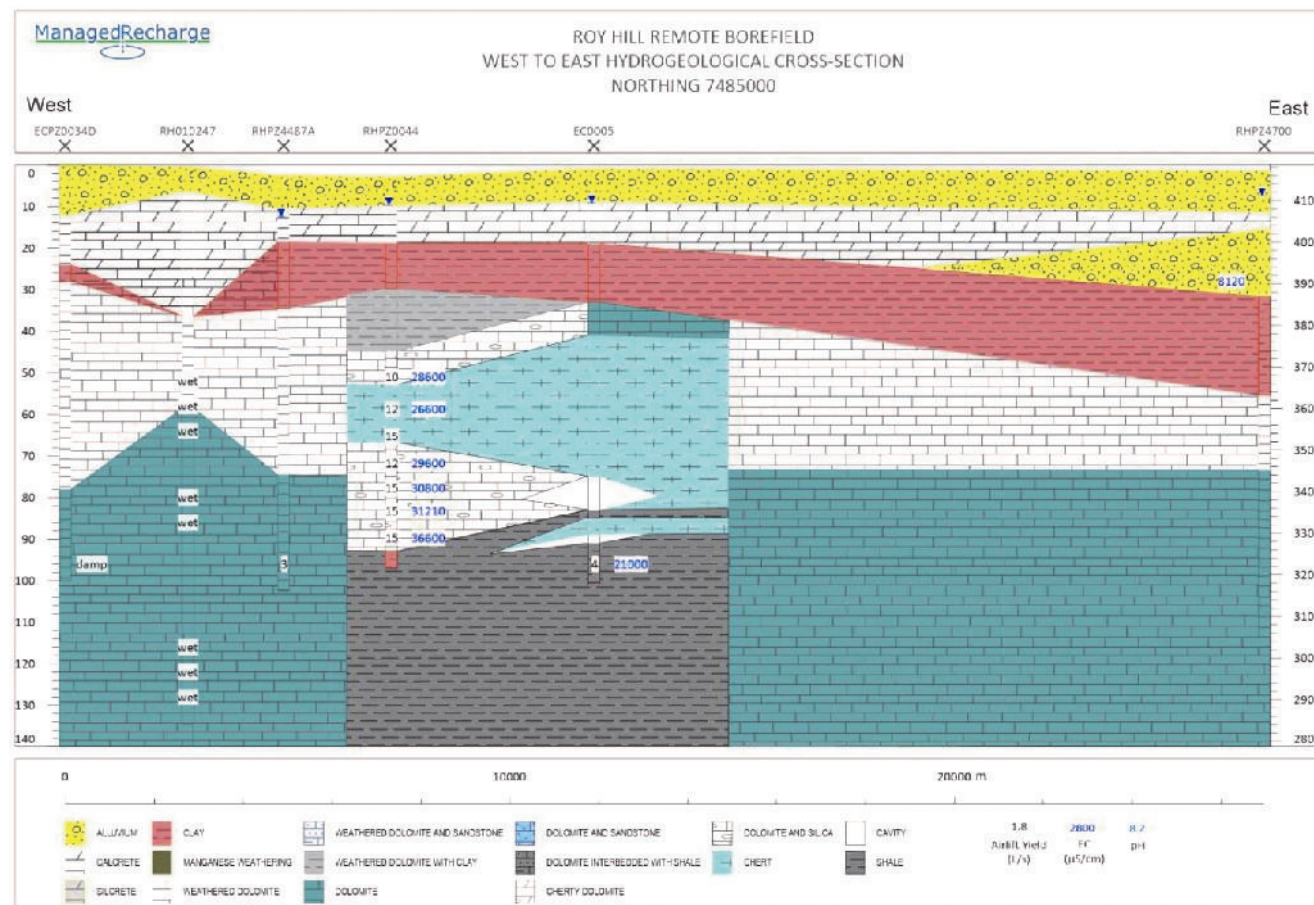 ManagedRecharge
ROY HILL REMOTE BOREFIELD
WEST TO EAST HYDROGEOLOGICAL CROSS-SECTION
NORTHING 7485000
West
East
ECPZ0034D RH010247 RHPZ4487A RHPZ0044 EC0005 RHPZ4700
0
10 410
20 400
8120
30 390
40 380
50 370
wet 10 28600
wet 12 26600
60 360
wet 15
70 350
12 29600
80 wet 15 30800 340
wet 15 31210
90 15 36600 330
damp 3 4 21000
100 320
110 310
wet
120 300
wet
wet
130 290
140 280
0 10000 20000 m
ALLUVIUM CLAY WEATHERED DOLOMITE AND SANDSTONE DOLOMITE AND SANDSTONE DOLOMITE AND SILICA CAVITY
CALCRETE MANGANESE WEATHERING WEATHERED DOLOMITE WITH CLAY DOLOMITE INTERBEDDED WITH SHALE CHERT SHALE
SILCRETE WEATHERED DOLOMITE DOLOMITE CHERTY DOLOMITE
1.8 2800 8.2
Airlift Yield EC pH
(L/s) (µS/cm)